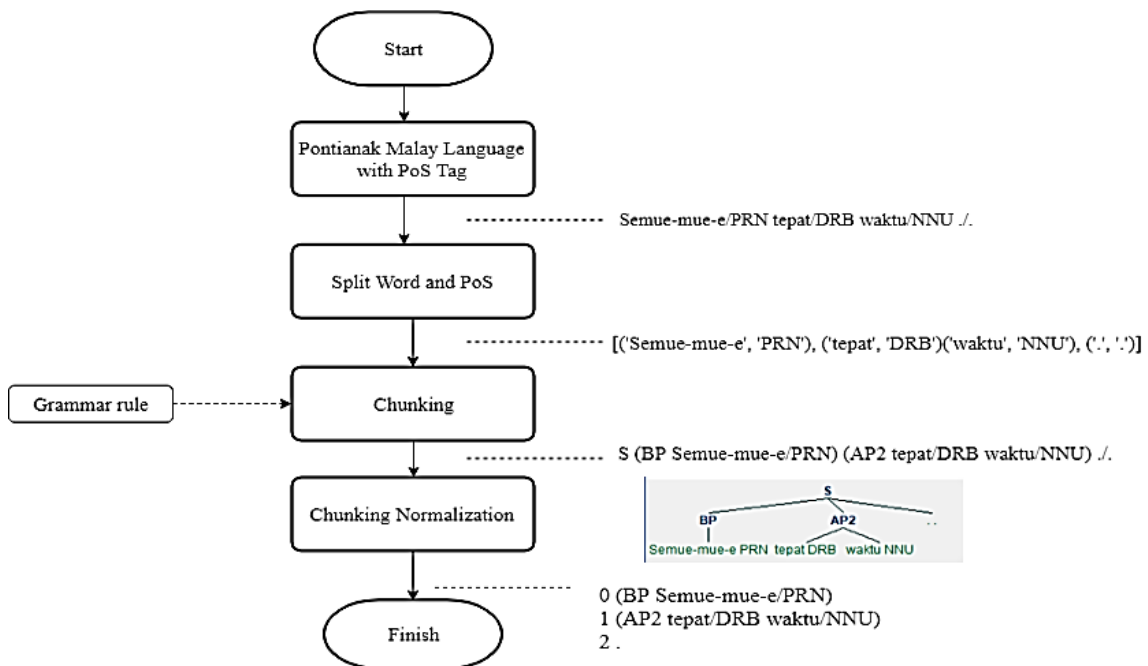 Start
Pontianak Malay Language
with PoS Tag
Semue-mue-e/PRN tepat/DRB waktu/NNU ./.
Split Word and PoS
[('Semue-mue-e', 'PRN'), ('tepat', 'DRB')('waktu', 'NNU'), ('.', '.')]
Grammar rule
Chunking
S (BP Semue-mue-e/PRN) (AP2 tepat/DRB waktu/NNU) ./.
Chunking Normalization
S
BP AP2 . .
Semue-mue-e PRN tepat DRB waktu NNU
0 (BP Semue-mue-e/PRN)
1 (AP2 tepat/DRB waktu/NNU)
2 .
Finish